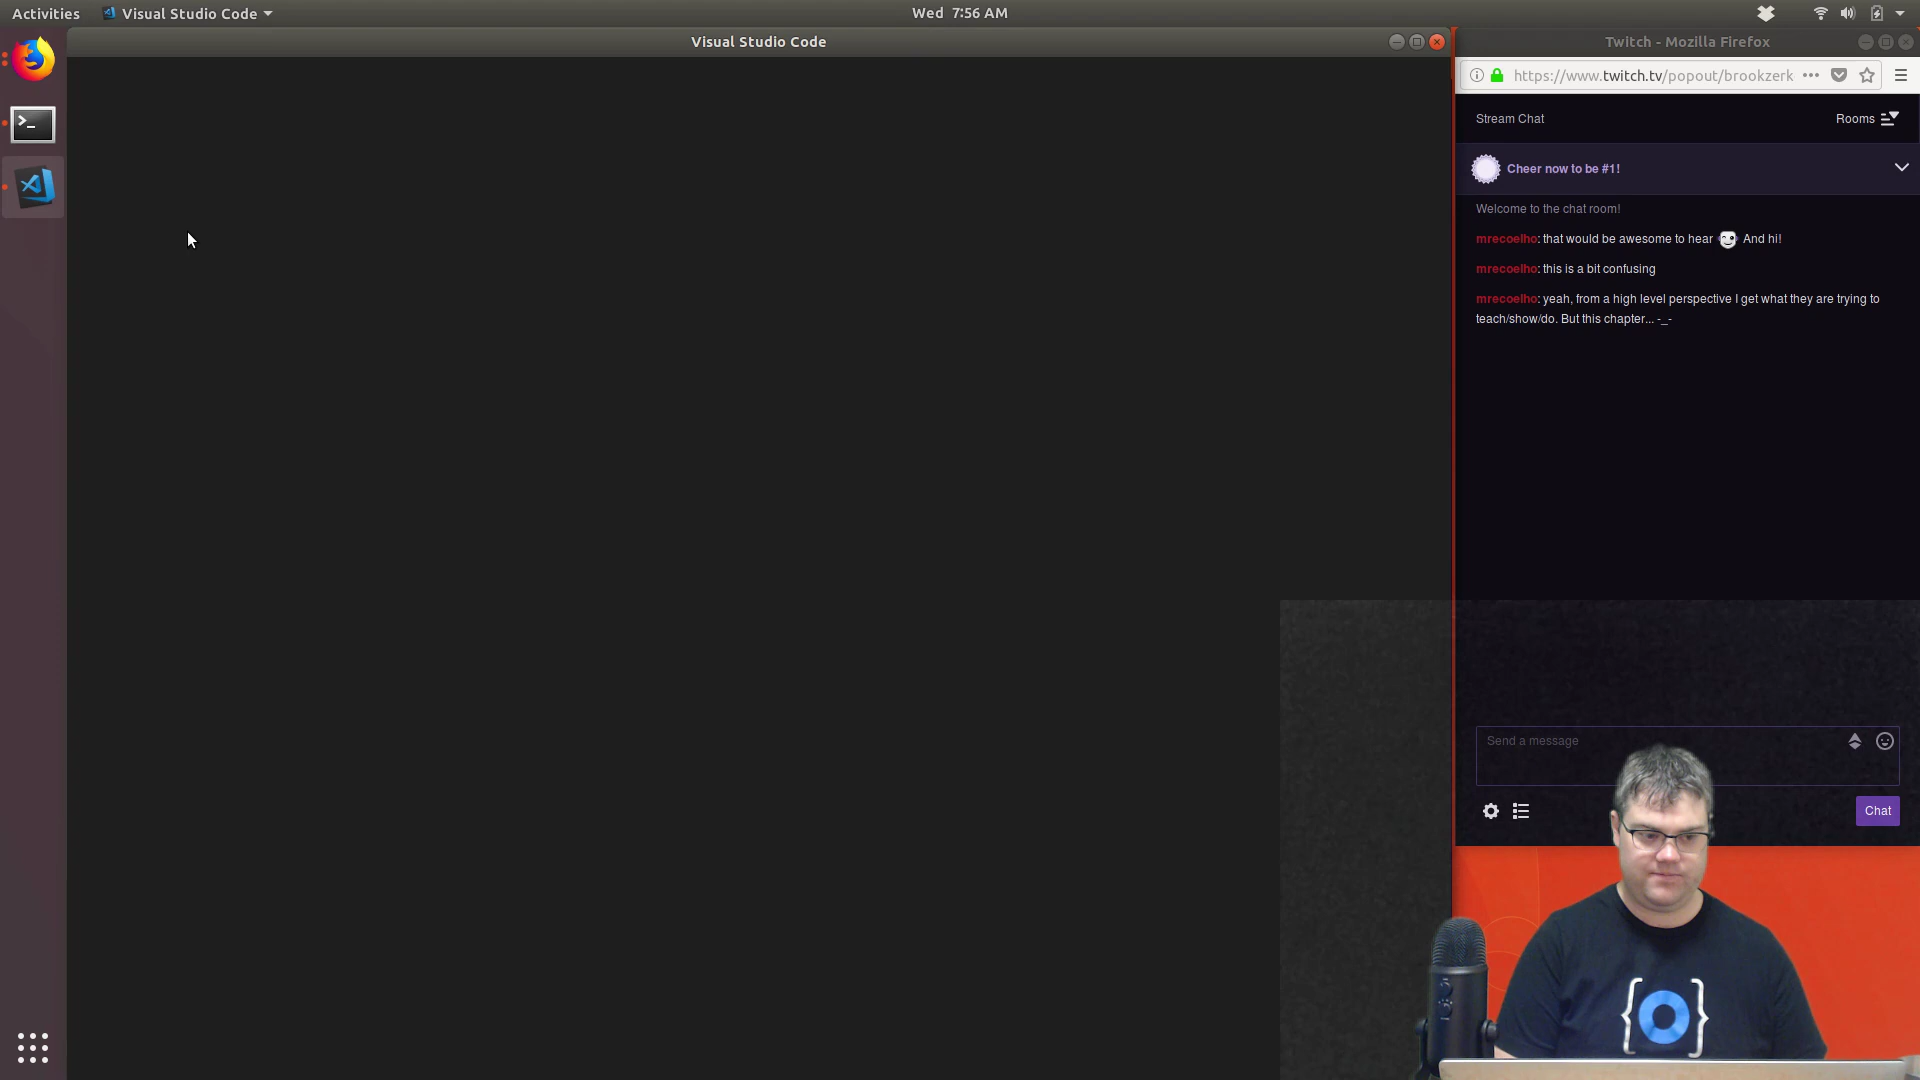 Activities
Visual Studio Code
Wed 7:56 AM
Visual Studio Code
Twitch - Mozilla Firefox
https://www.twitch.tv/popout/brookzerk
Stream Chat
Rooms
Cheer now to be #1!
Welcome to the chat room!
mrecoelho: that would be awesome to hear And hi!
mrecoelho: this is a bit confusing
mrecoelho: yeah, from a high level perspective I get what they are trying to
teach/show/do. But this chapter... -_-
Send a message
Chat